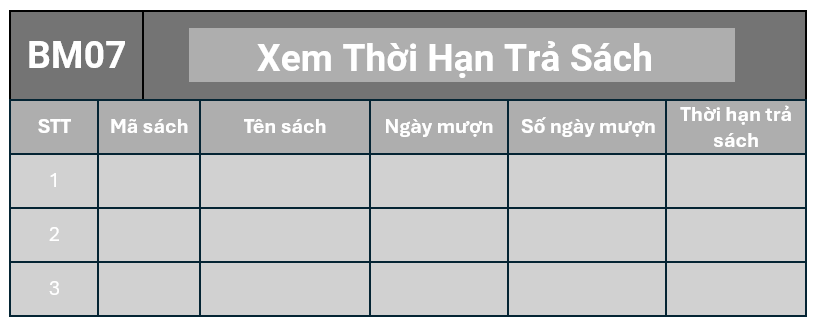 BM07
Xem Thời Hạn Trả Sách
STT Mã sách Tên sách Ngày mượn Số ngày mượn Thời hạn trả
sách
1
2
3